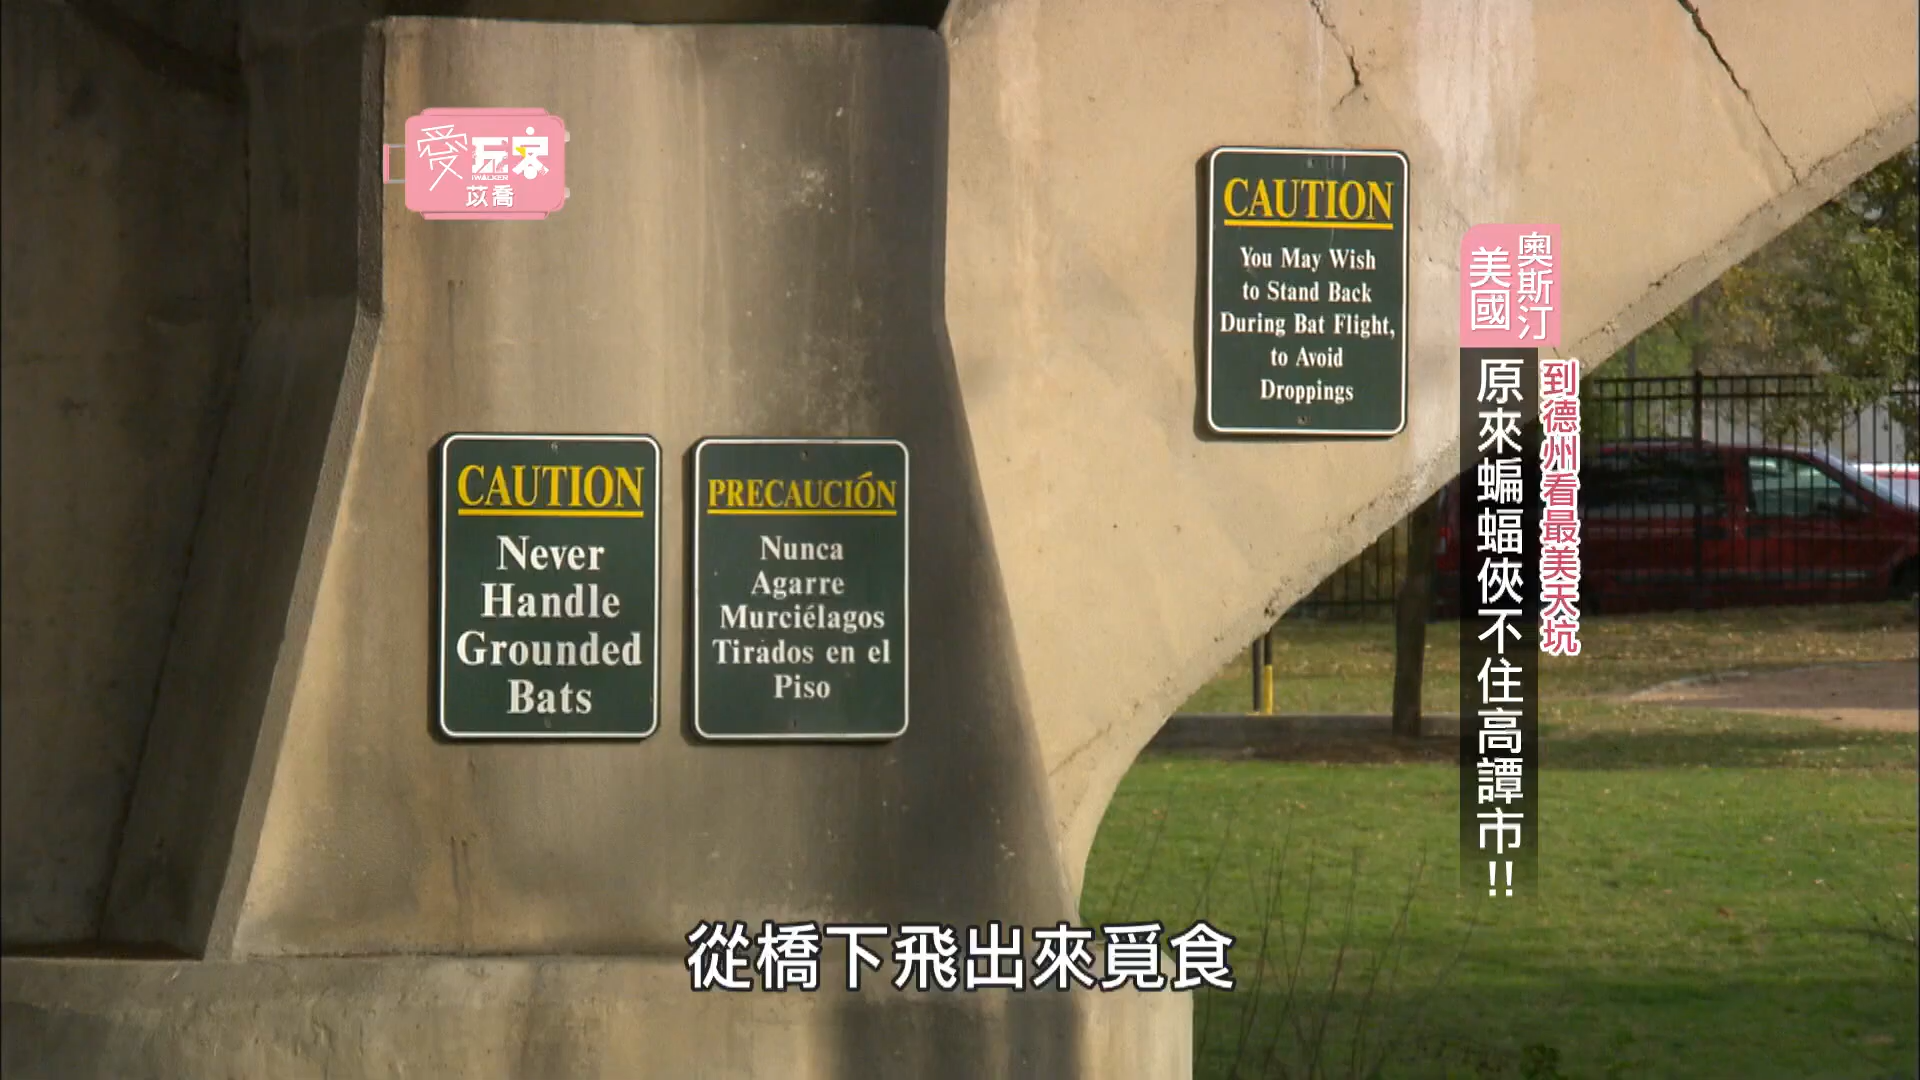 愛玩家
iWALKER
苡喬
CAUTION
Never
Handle
Grounded
Bats
PRECAUCIÓN
Nunca
Agarre
Murciélagos
Tirados en el
Piso
CAUTION
You May Wish
to Stand Back
During Bat Flight,
to Avoid
Droppings
美國
奧斯汀
到德州看最美天坑
原來蝙蝠俠不住高譚市!!
從橋下飛出來覓食